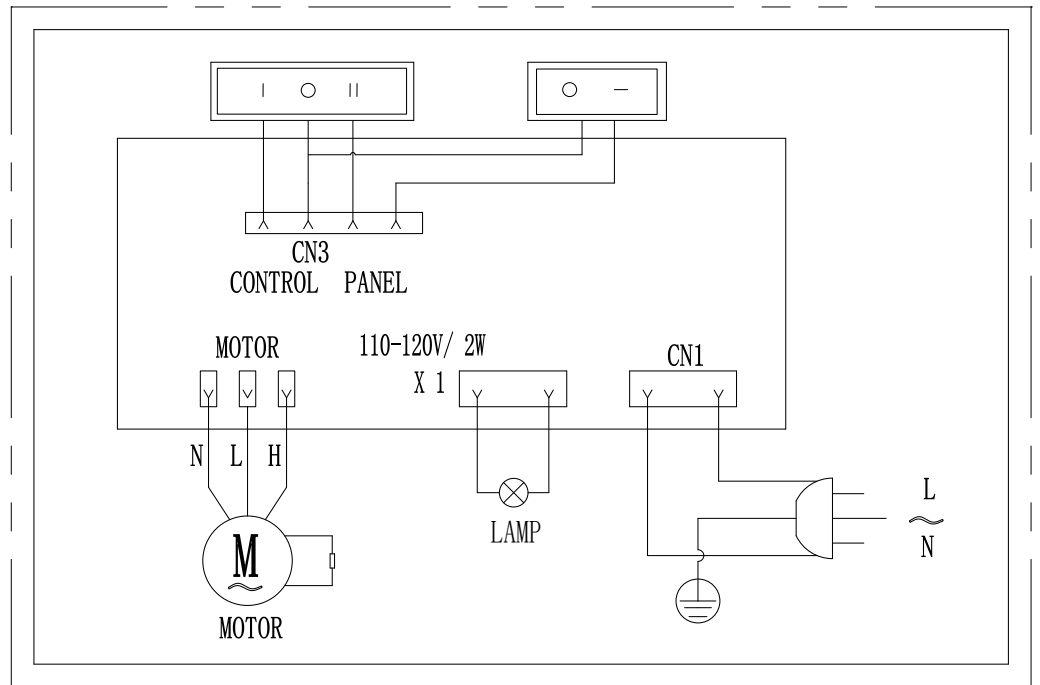 I O II
O —
CN3
CONTROL PANEL
MOTOR
110-120V/ 2W
X 1
CN1
N L H
LAMP
L
N
M
MOTOR